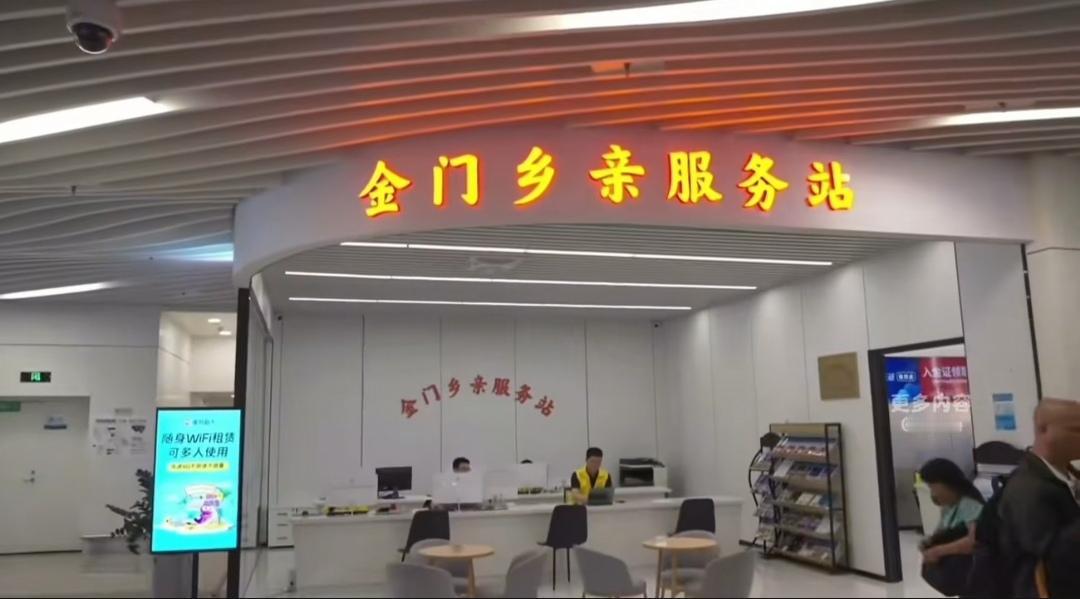 金门乡亲服务站
金门乡亲服务站
随身WiFi租赁
可多人使用
入金证领取
更多内容